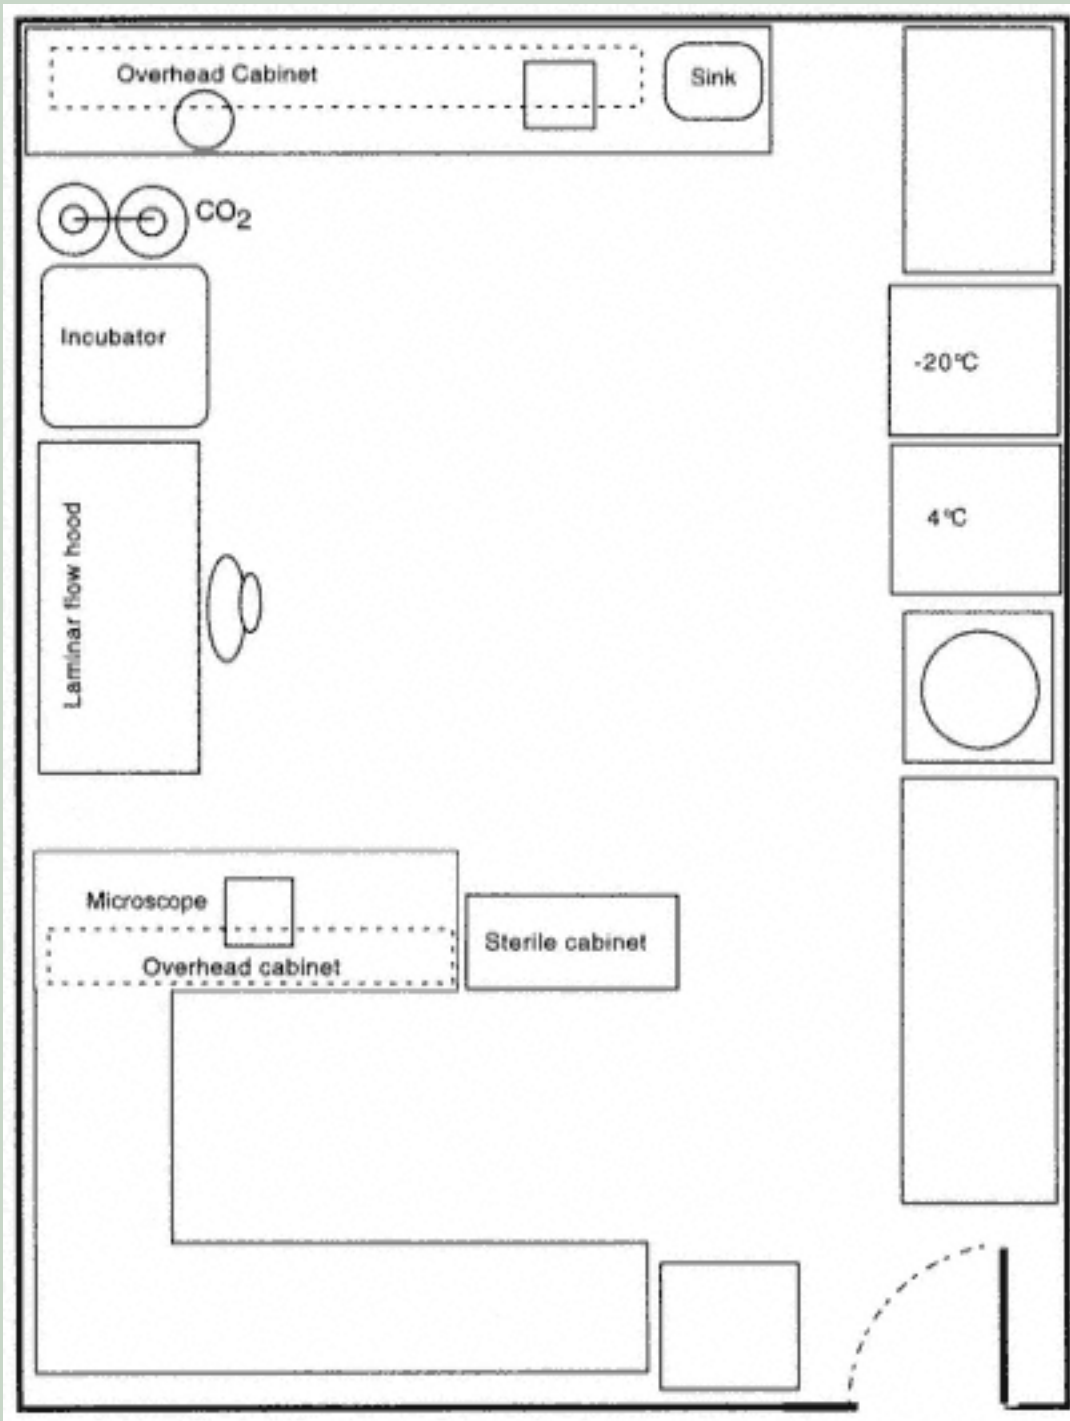 Overhead Cabinet
Sink
CO2
Incubator
-20°C
4°C
Laminar flow hood
Microscope
Overhead cabinet
Sterile cabinet